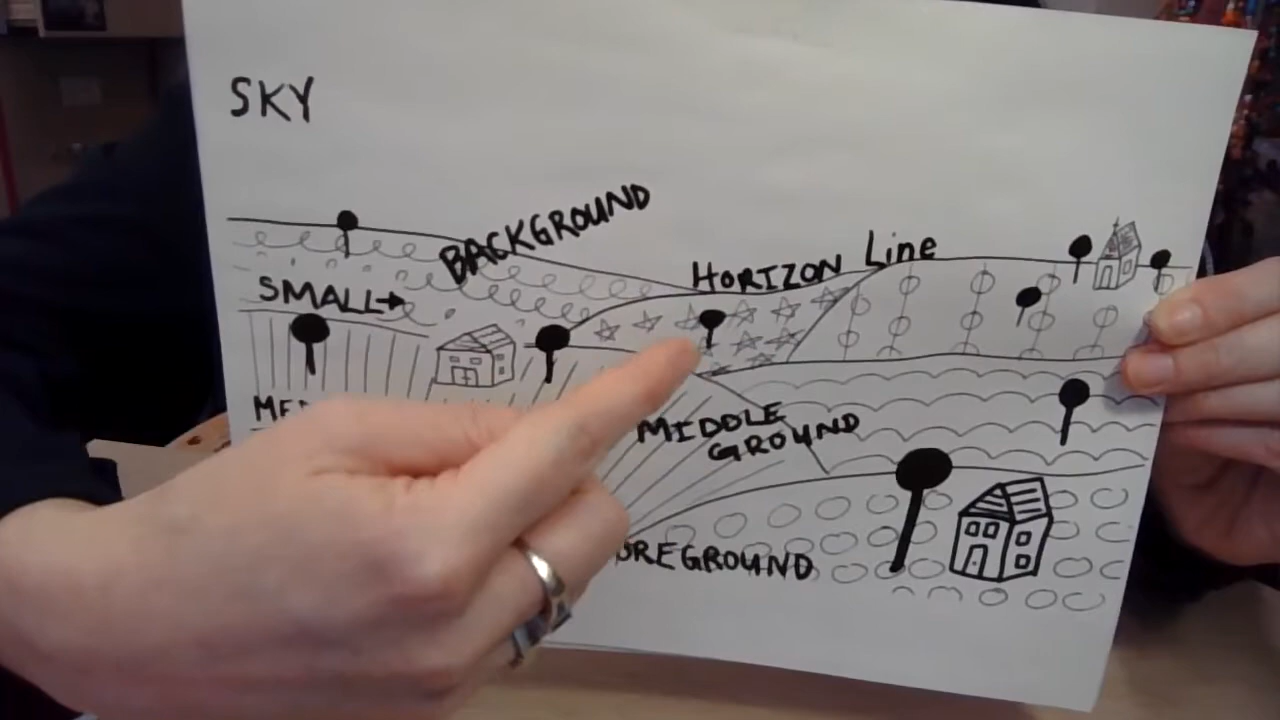 SKY
BACKGROUND
HORIZON Line
SMALL
MIDDLE
GROUND